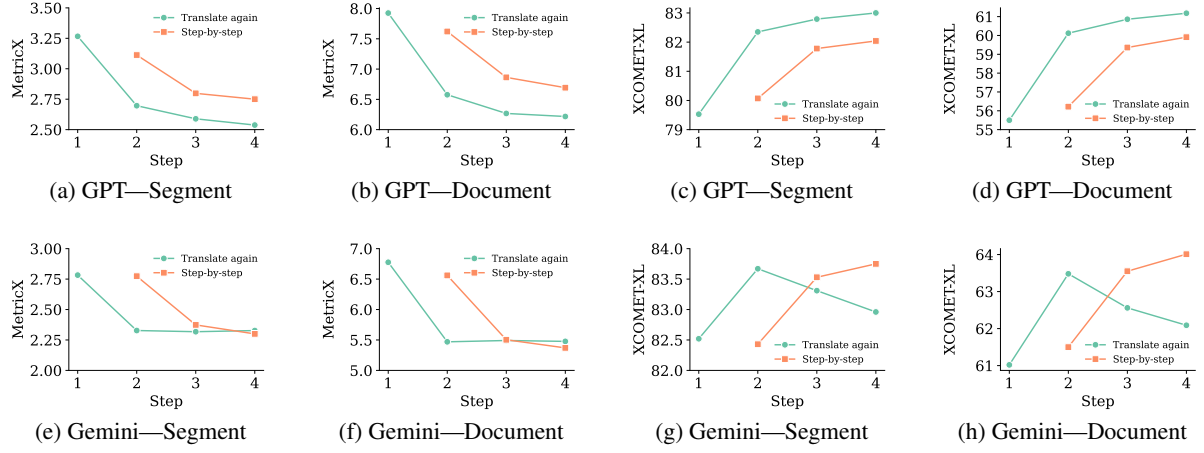 3.50
3.25
3.00
2.75
2.50
MetricX
Translate again
Step-by-step
1 2 3 4
Step
(a) GPT—Segment
8.0
7.5
7.0
6.5
6.0
MetricX
Translate again
Step-by-step
1 2 3 4
Step
(b) GPT—Document
83
82
81
80
79
XCOMET-XL
Translate again
Step-by-step
1 2 3 4
Step
(c) GPT—Segment
61
60
59
58
57
56
55
XCOMET-XL
Translate again
Step-by-step
1 2 3 4
Step
(d) GPT—Document
3.00
2.75
2.50
2.25
2.00
MetricX
Translate again
Step-by-step
1 2 3 4
Step
(e) Gemini—Segment
7.0
6.5
6.0
5.5
5.0
MetricX
Translate again
Step-by-step
1 2 3 4
Step
(f) Gemini—Document
84.0
83.5
83.0
82.5
82.0
XCOMET-XL
Translate again
Step-by-step
1 2 3 4
Step
(g) Gemini—Segment
64
63
62
61
XCOMET-XL
Translate again
Step-by-step
1 2 3 4
Step
(h) Gemini—Document